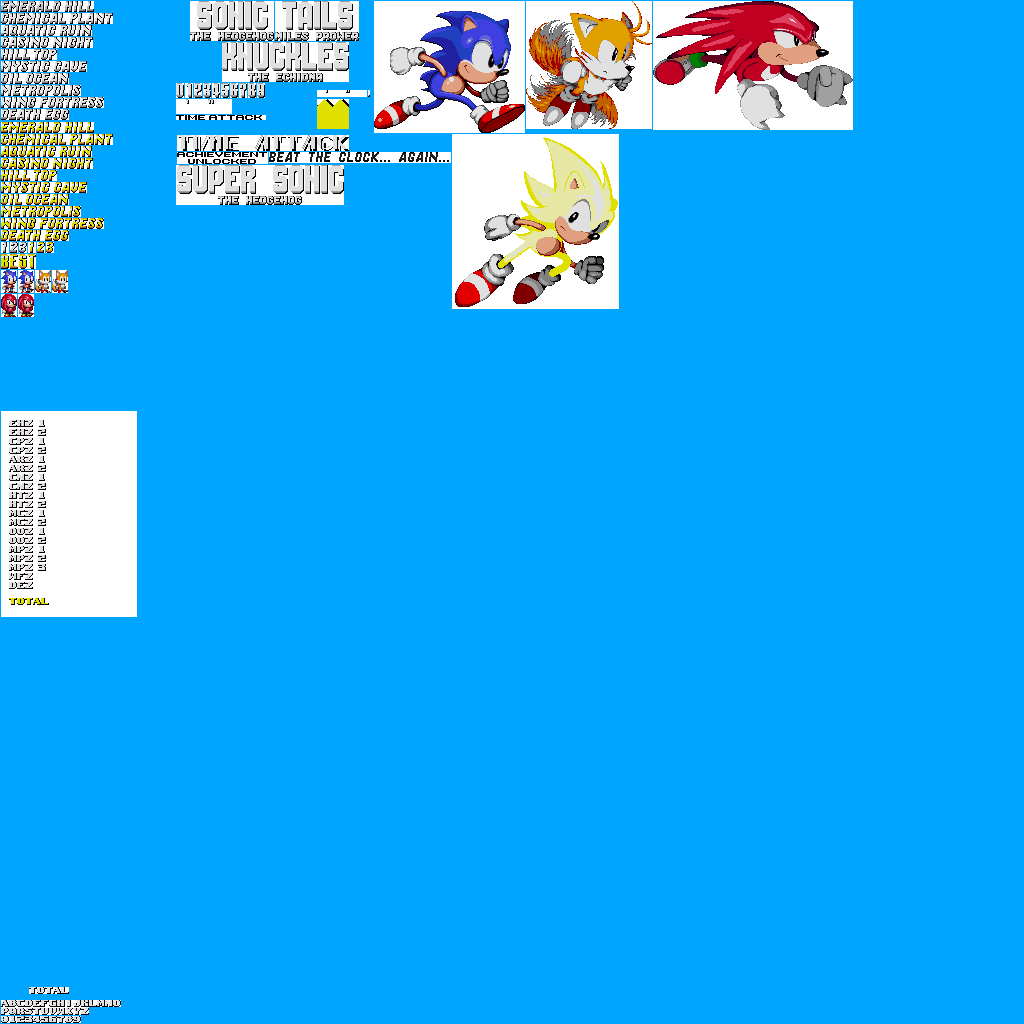 EMERALD HILL
CHEMICAL PLANT
AQUATIC RUIN
CASINO NIGHT
HILL TOP
MYSTIC CAVE
OIL OCEAN
METROPOLIS
WING FORTRESS
DEATH EGG
EMERALD HILL
CHEMICAL PLANT
AQUATIC RUIN
CASINO NIGHT
HILL TOP
MYSTIC CAVE
OIL OCEAN
METROPOLIS
WING FORTRESS
DEATH EGG
123123
BEST
SONIC TAILS
THE HEDGEHOG MILES PROWER
KNUCKLES
THE ECHIDNA
0123456789
' "
' " ,
TIME ATTACK
TIME ATTACK
ACHIEVEMENT UNLOCKED
BEAT THE CLOCK... AGAIN...
SUPER SONIC
THE HEDGEHOG
EHZ 1
EHZ 2
CPZ 1
CPZ 2
ARZ 1
ARZ 2
CNZ 1
CNZ 2
HTZ 1
HTZ 2
MCZ 1
MCZ 2
OOZ 1
OOZ 2
MPZ 1
MPZ 2
MPZ 3
WFZ
DEZ
TOTAL
TOTAL
ABCDEFGHIJKLMNO
PQRSTUVWXYZ
0123456789